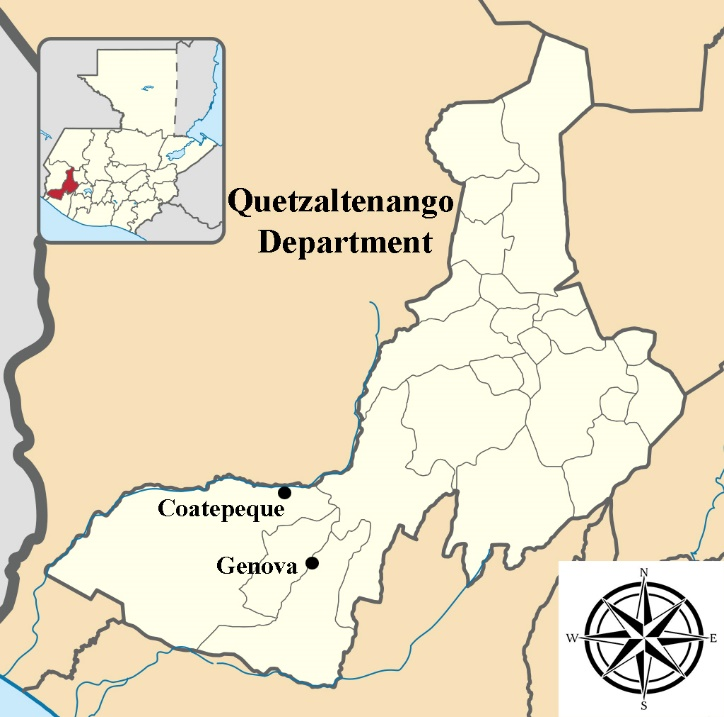 Quetzaltenango
Department
Coatepeque
Genova
N
W
E
S